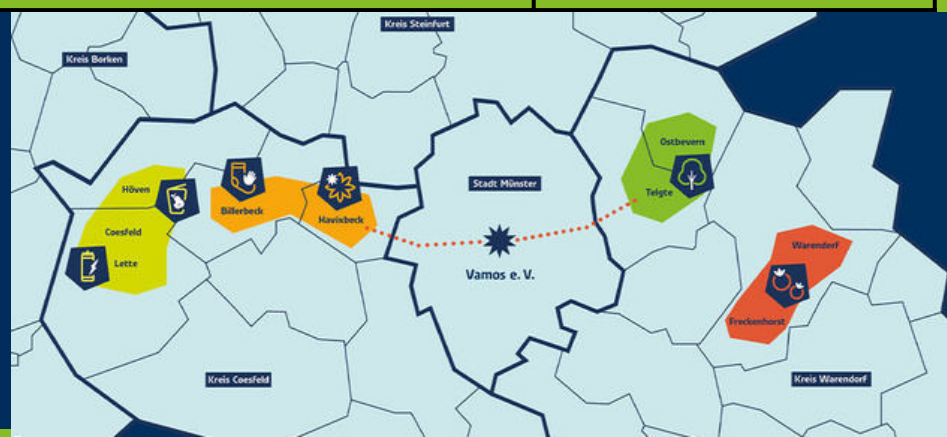 Kreis Steinfurt
Kreis Borken
Ostbevern
Stadt Münster
Höven
Telgte
Billerbeck
Havixbeck
Coesfeld
Warendorf
Lette
Vamos e. V.
Freckenhorst
Kreis Coesfeld
Kreis Warendorf